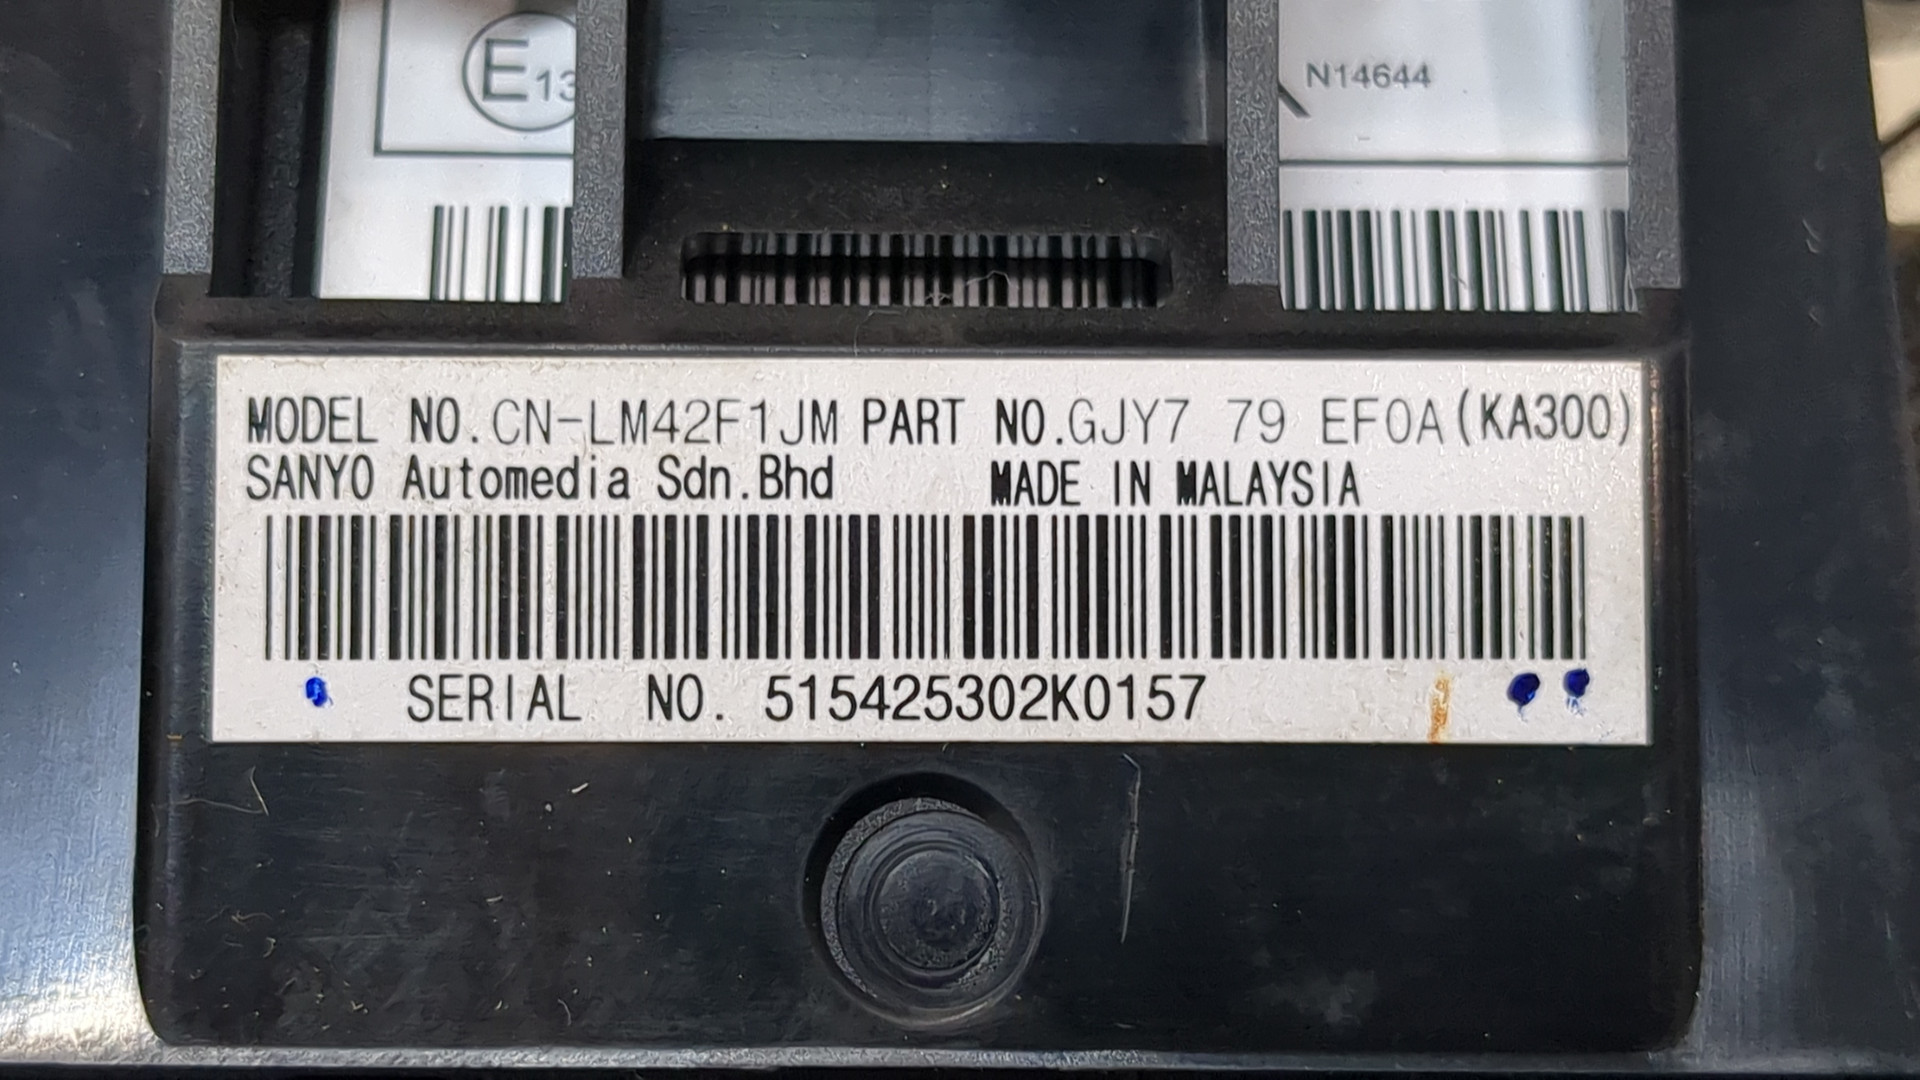 E13
N14644
MODEL NO.CN-LM42F1JM PART NO.GJY7 79 EF0A(KA300)
SANYO Automedia Sdn.Bhd MADE IN MALAYSIA
SERIAL NO. 515425302K0157